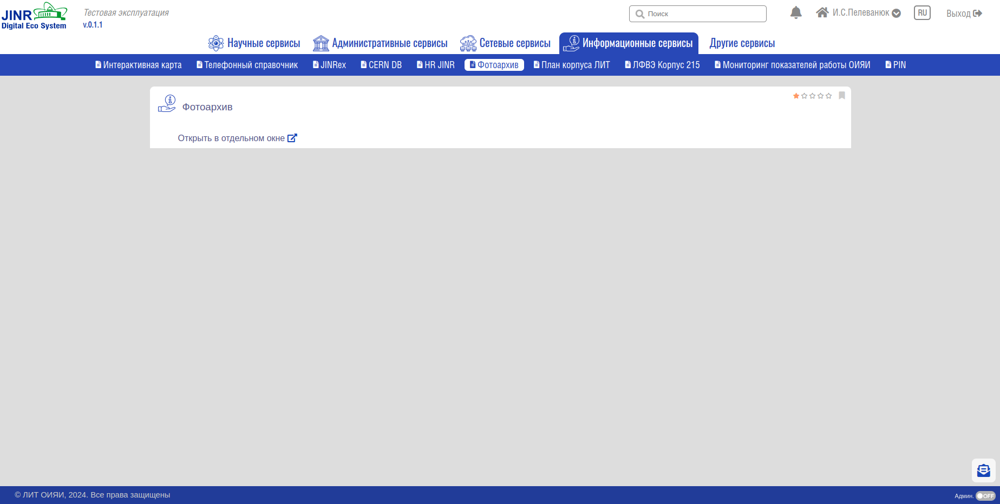 JINR
Digital Eco System
Тестовая эксплуатация
v.0.1.1
Поиск
И.С.Пелеванюк
RU
Выход
Научные сервисы
Административные сервисы
Сетевые сервисы
Информационные сервисы
Другие сервисы
Интерактивная карта
Телефонный справочник
JINRex
CERN DB
HR JINR
Фотоархив
План корпуса ЛИТ
ЛФВЭ Корпус 215
Мониторинг показателей работы ОИЯИ
PIN
Фотоархив
Открыть в отдельном окне
© ЛИТ ОИЯИ, 2024. Все права защищены
Админ.
OFF